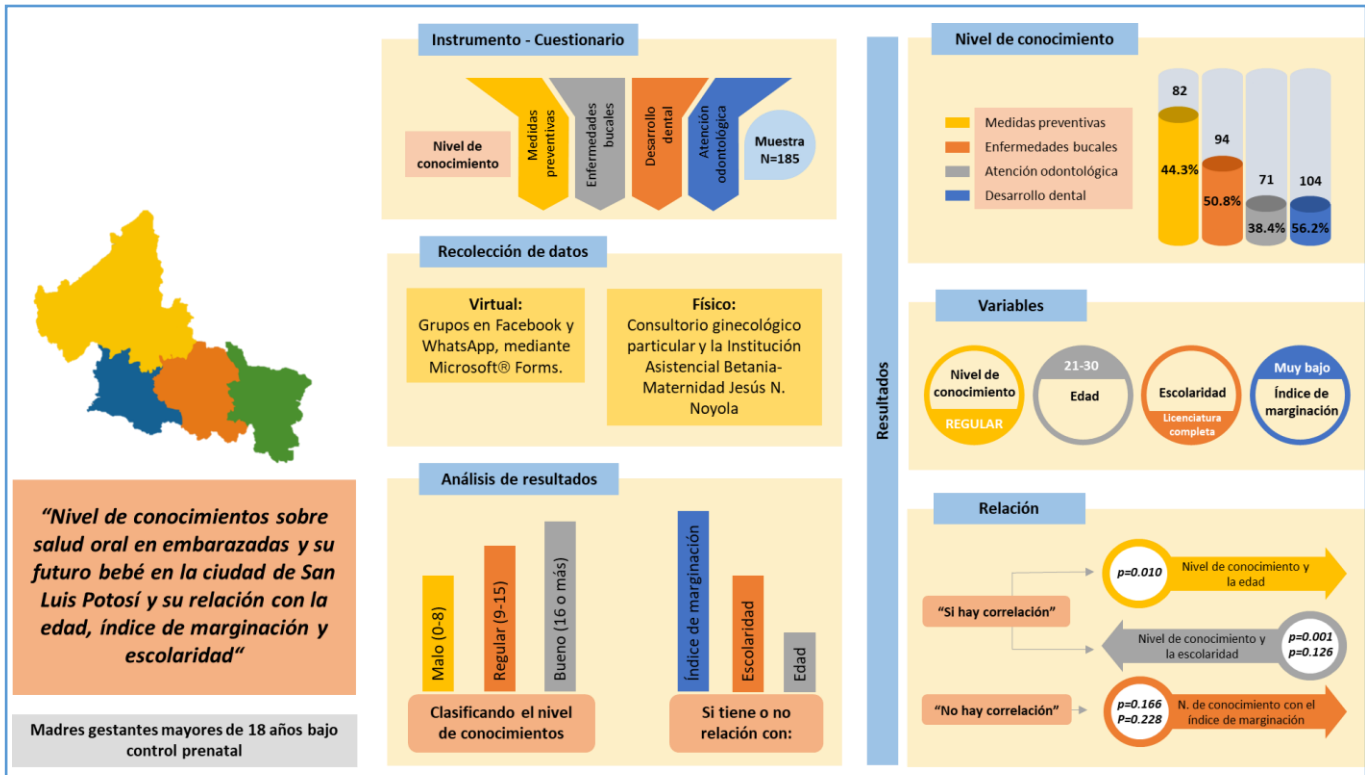 “Nivel de conocimientos sobre
salud oral en embarazadas y su
futuro bebé en la ciudad de San
Luis Potosí y su relación con la
edad, índice de marginación y
escolaridad“
Madres gestantes mayores de 18 años bajo
control prenatal
Instrumento - Cuestionario
Nivel de
conocimiento
Medidas
preventivas
Enfermedades bucales
Desarrollo
dental
Atención
odontológica
Muestra
N=185
Recolección de datos
Virtual:
Grupos en Facebook y
WhatsApp, mediante
Microsoft® Forms.
Físico:
Consultorio ginecológico
particular y la Institución
Asistencial Betania-
Maternidad Jesús N.
Noyola
Análisis de resultados
Malo (0-8)
Regular (9-15)
Bueno (16 o más)
Clasificando el nivel
de conocimientos
Índice de marginación
Escolaridad
Edad
Si tiene o no
relación con:
Resultados
Nivel de conocimiento
Medidas preventivas
Enfermedades bucales
Atención odontológica
Desarrollo dental
82
44.3%
94
50.8%
71
38.4%
104
56.2%
Variables
Nivel de
conocimiento
REGULAR
21-30
Edad
Escolaridad
Licenciatura
completa
Muy bajo
Índice de
marginación
Relación
“Si hay correlación”
p=0.010
Nivel de conocimiento y
la edad
Nivel de conocimiento y
la escolaridad
p=0.001
p=0.126
“No hay correlación”
p=0.166
P=0.228
N. de conocimiento con el
índice de marginación